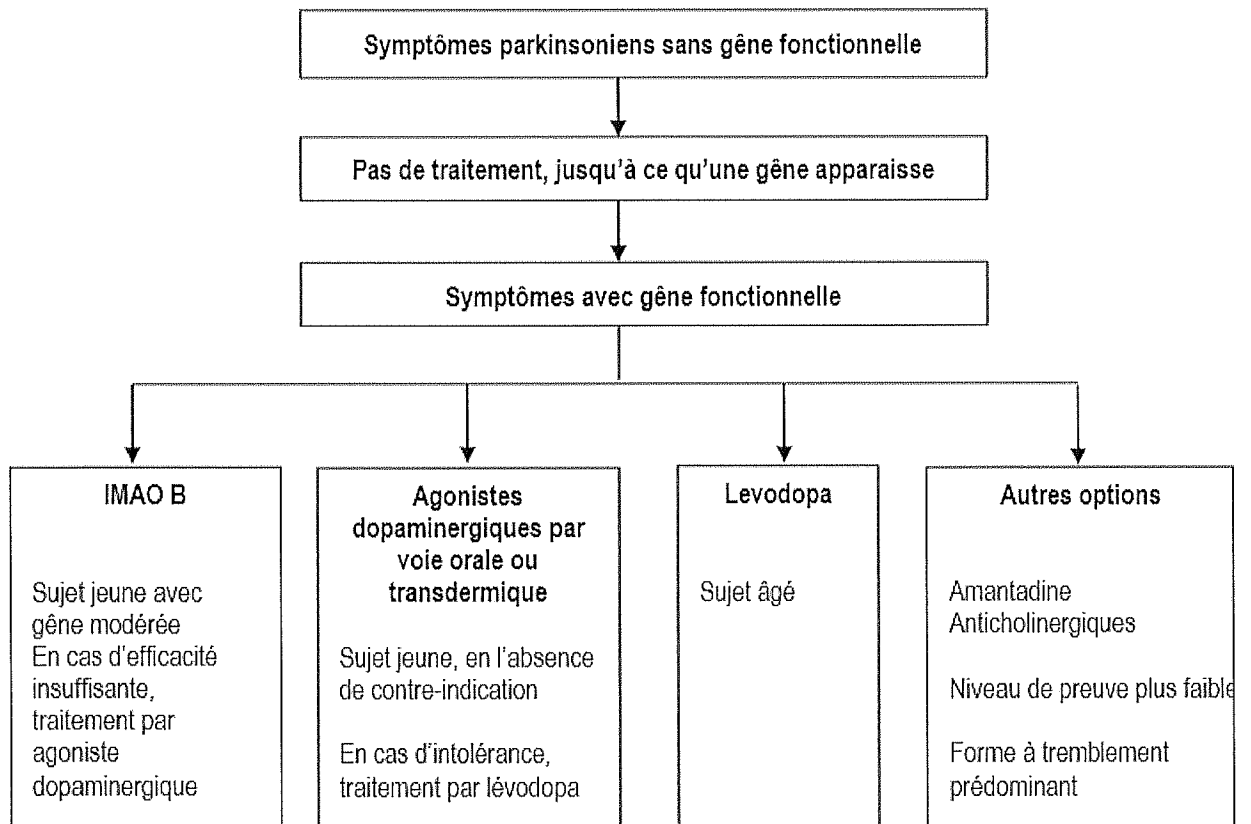 Symptômes parkinsoniens sans gêne fonctionnelle
Pas de traitement, jusqu'à ce qu'une gêne apparaisse
Symptômes avec gêne fonctionnelle
IMAO B
Sujet jeune avec
gêne modérée
En cas d'efficacité
insuffisante,
traitement par
agoniste
dopaminergique
Agonistes
dopaminergiques par
voie orale ou
transdermique
Sujet jeune, en l'absence
de contre-indication
En cas d'intolérance,
traitement par lévodopa
Levodopa
Sujet âgé
Autres options
Amantadine
Anticholinergiques
Niveau de preuve plus faible
Forme à tremblement
prédominant